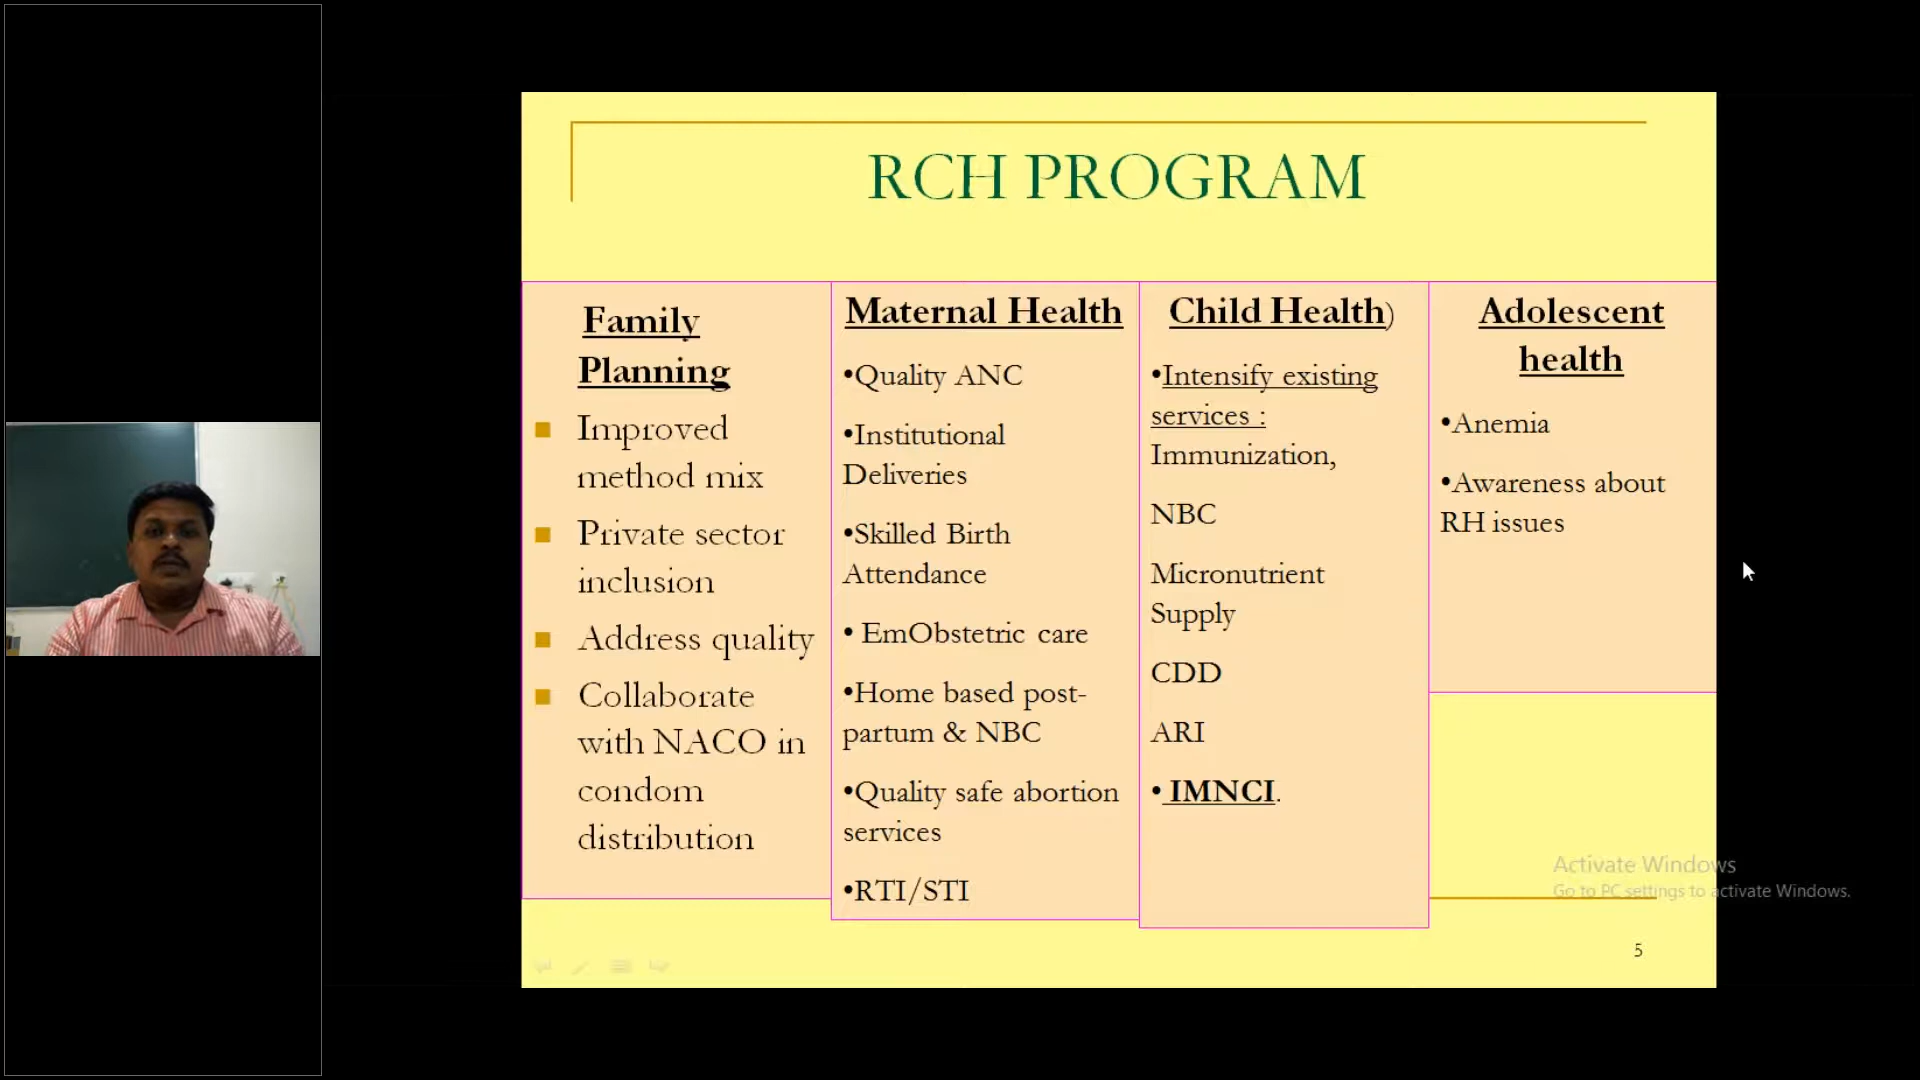 RCH PROGRAM
Family
Planning
Improved
method mix
Private sector
inclusion
Address quality
Collaborate
with NACO in
condom
distribution
Maternal Health
•Quality ANC
•Institutional
Deliveries
•Skilled Birth
Attendance
• EmObstetric care
•Home based post-
partum & NBC
•Quality safe abortion
services
•RTI/STI
Child Health)
•Intensify existing
services :
Immunization,
NBC
Micronutrient
Supply
CDD
ARI
• IMNCI.
Adolescent
health
•Anemia
•Awareness about
RH issues
Activate Windows
Go to PC settings to activate Windows.
5